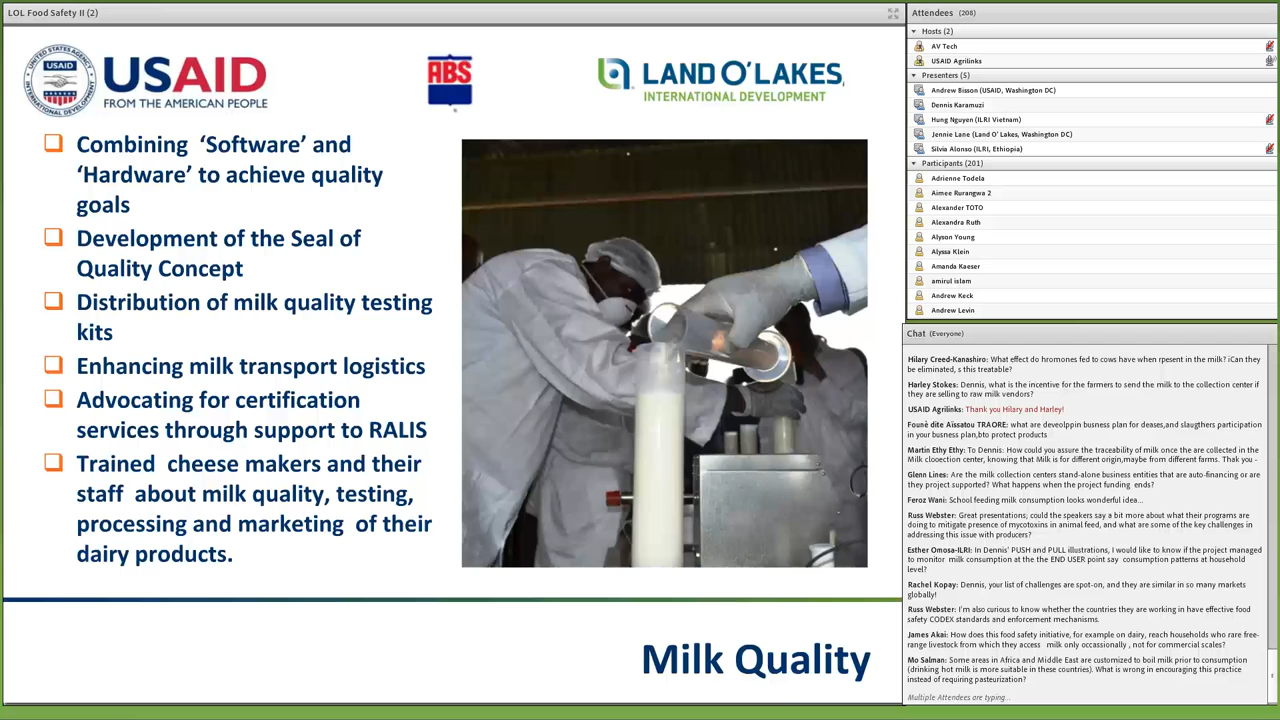 LOL Food Safety II (2)
USAID
FROM THE AMERICAN PEOPLE
UNITED STATES AGENCY
INTERNATIONAL DEVELOPMENT
USAID
ABS
LAND O'LAKES
INTERNATIONAL DEVELOPMENT
Combining ‘Software’ and
‘Hardware’ to achieve quality
goals
Development of the Seal of
Quality Concept
Distribution of milk quality testing
kits
Enhancing milk transport logistics
Advocating for certification
services through support to RALIS
Trained cheese makers and their
staff about milk quality, testing,
processing and marketing of their
dairy products.
Milk Quality
Attendees (208)
Hosts (2)
AV Tech
USAID Agrilinks
Presenters (5)
Andrew Bisson (USAID, Washington DC)
Dennis Karamuzi
Hung Nguyen (ILRI Vietnam)
Jennie Lane (Land O' Lakes, Washington DC)
Silvia Alonso (ILRI, Ethiopia)
Participants (201)
Adrienne Todela
Aimee Rurangwa 2
Alexander TOTO
Alexandra Ruth
Alyson Young
Alyssa Klein
Amanda Kaeser
amirul islam
Andrew Keck
Andrew Levin
Chat (Everyone)
Hilary Creed-Kanashiro: What effect do hromones fed to cows have when rpesent in the milk? iCan they
be eliminated, s this treatable?
Harley Stokes: Dennis, what is the incentive for the farmers to send the milk to the collection center if
they are selling to raw milk vendors?
USAID Agrilinks: Thank you Hilary and Harley!
Founè dite Aïssatou TRAORE: what are deveolppin business plan for deases,and slaugthers participation
in your business plan,bto protect products
Martin Ethy Ethy: To Dennis: How could you assure the traceability of milk once the are collected in the
Milk clooection center, knowing that Milk is for different origin,maybe from different farms. Thak you -
Glenn Lines: Are the milk collection centers stand-alone business entities that are auto-financing or are
they project supported? What happens when the project funding ends?
Feroz Wani: School feeding milk consumption looks wonderful idea...
Russ Webster: Great presentations; could the speakers say a bit more about what their programs are
doing to mitigate presence of mycotoxins in animal feed, and what are some of the key challenges in
addressing this issue with producers?
Esther Omosa-ILRI: In Dennis' PUSH and PULL illustrations, I would like to know if the project managed
to monitor milk consumption at the the END USER point say consumption patterns at household
level?
Rachel Kopay: Dennis, your list of challenges are spot-on, and they are similar in so many markets
globally!
Russ Webster: I'm also curious to know whether the countries they are working in have effective food
safety CODEX standards and enforcement mechanisms.
James Akai: How does this food safety initiative, for example on dairy, reach households who rare free-
range livestock from which they access milk only occassionally , not for commercial scales?
Mo Salman: Some areas in Africa and Middle East are customized to boil milk prior to consumption
(drinking hot milk is more suitable in these countries). What is wrong in encouraging this practice
instead of requiring pasteurization?
Multiple Attendees are typing...